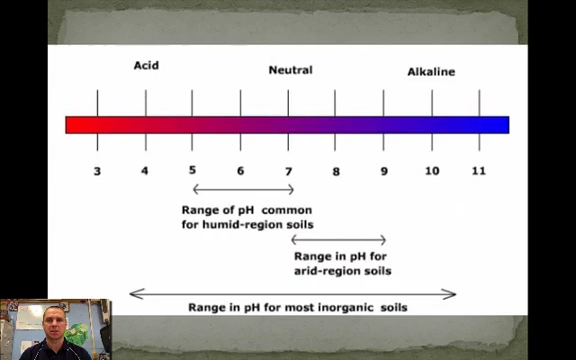 Acid Neutral Alkaline
3 4 5 6 7 8 9 10 11
Range of pH common
for humid-region soils
Range in pH for
arid-region soils
Range in pH for most inorganic soils